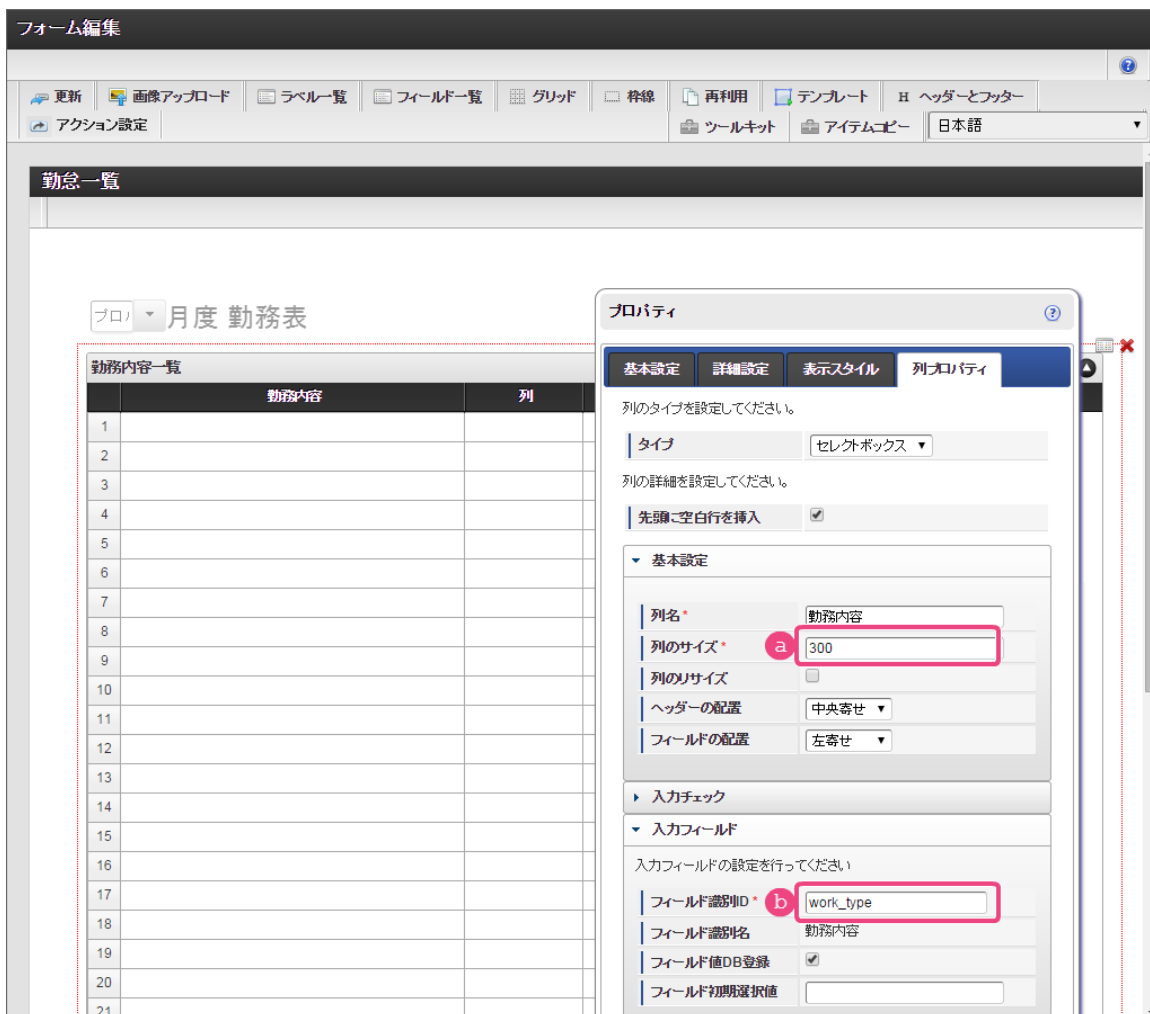 フォーム編集
更新 画像アップロード ラベル一覧 フィールド一覧 グリッド 枠線 再利用 テンプレート H ヘッダーとフッター
アクション設定 ツールキット アイテムコピー 日本語
勤怠一覧
月度 勤務表
プロパティ
勤務内容一覧
基本設定 詳細設定 表示スタイル 列プロパティ
勤務内容 列
列のタイプを設定してください。
1
タイプ セレクトボックス
2
列の詳細を設定してください。
3
4
先頭に空白行を挿入
5
基本設定
6
7
列名* 勤務内容
8
列のサイズ* a 300
9
列のリサイズ
10
ヘッダーの配置 中央寄せ
11
フィールドの配置 左寄せ
12
13
入力チェック
14
入力フィールド
15
入力フィールドの設定を行ってください
16
17
フィールド識別ID* b work_type
18
フィールド識別名 勤務内容
19
フィールド値DB登録
20
フィールド初期選択値
21